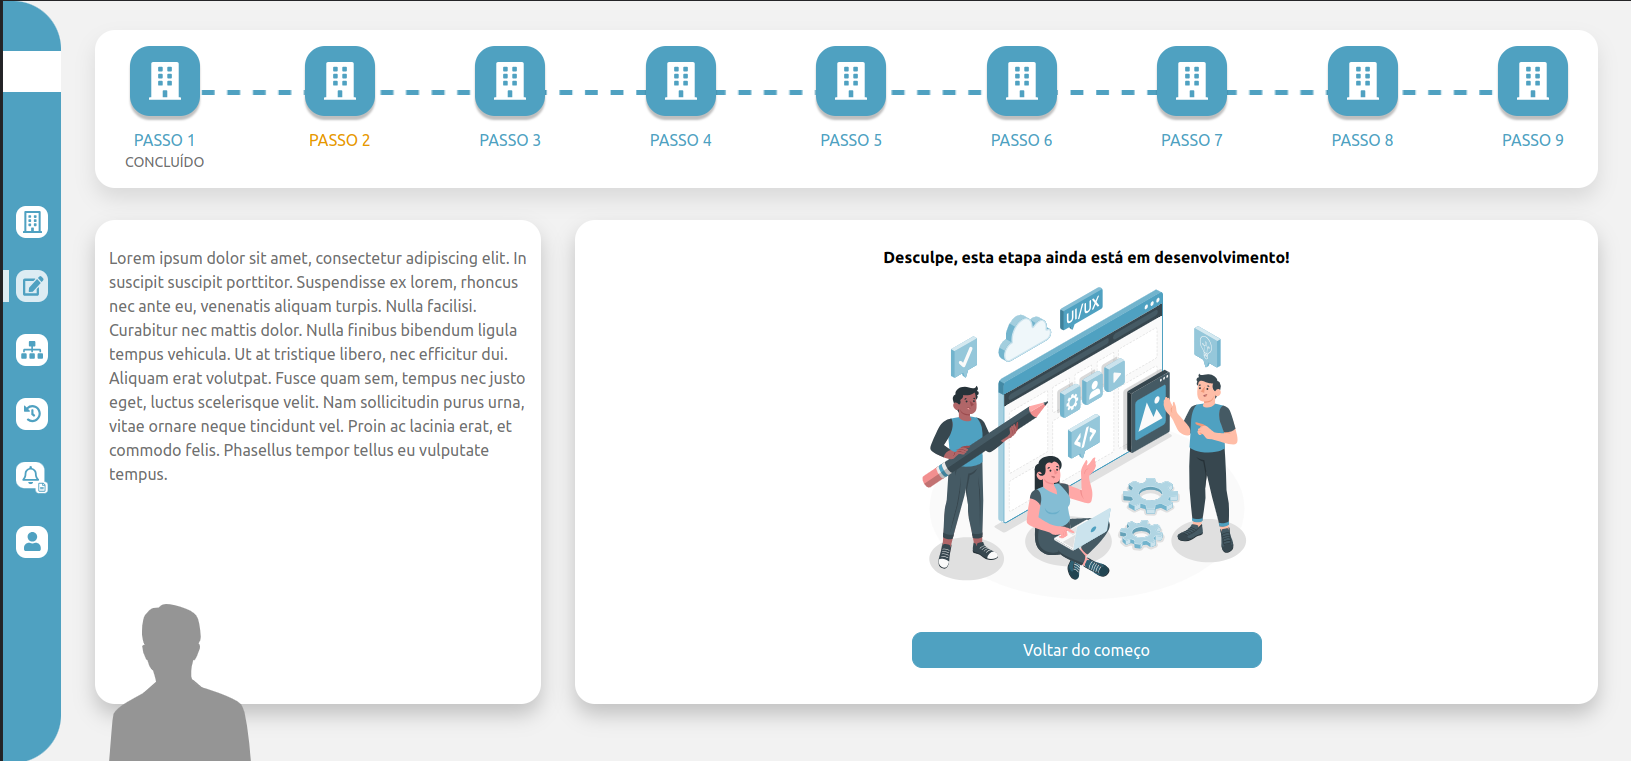 PASSO 1
CONCLUÍDO
PASSO 2
PASSO 3
PASSO 4
PASSO 5
PASSO 6
PASSO 7
PASSO 8
PASSO 9
Lorem ipsum dolor sit amet, consectetur adipiscing elit. In
suscipit suscipit porttitor. Suspendisse ex lorem, rhoncus
nec ante eu, venenatis aliquam turpis. Nulla facilisi.
Curabitur nec mattis dolor. Nulla finibus bibendum ligula
tempus vehicula. Ut at tristique libero, nec efficitur dui.
Aliquam erat volutpat. Fusce quam sem, tempus nec justo
eget, luctus scelerisque velit. Nam sollicitudin purus urna,
vitae ornare neque tincidunt vel. Proin ac lacinia erat, et
commodo felis. Phasellus tempor tellus eu vulputate
tempus.
Desculpe, esta etapa ainda está em desenvolvimento!
UI/UX
</>
Voltar do começo